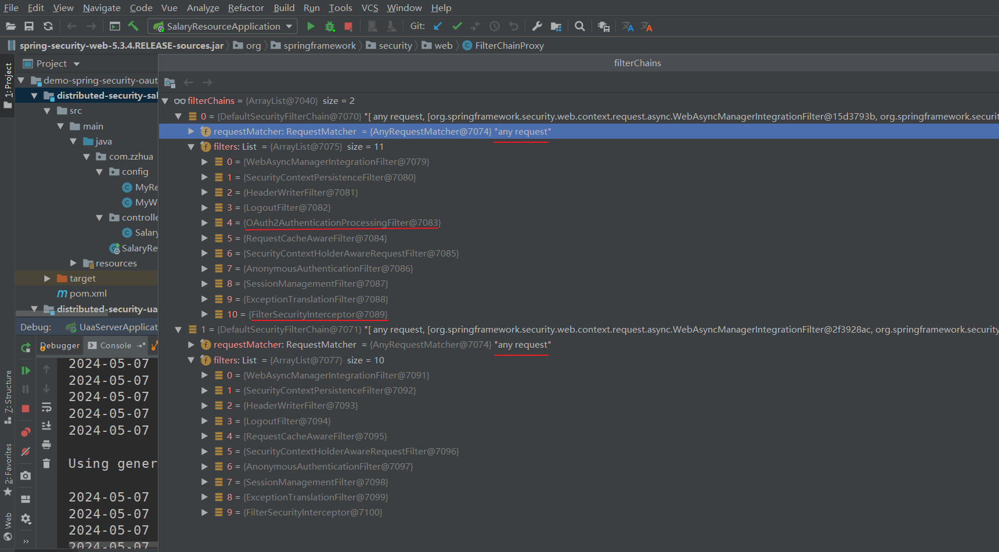 File Edit View Navigate Code Vue Analyze Refactor Build Run Tools VCS Window Help
SalaryResourceApplication Git:
spring-security-web-5.3.4.RELEASE-sources.jar org springframework security web FilterChainProxy
Project
filterChains
1: Project
demo-spring-security-oaut
distributed-security-sal
src
main
java
com.zzhua
config
MyRe
MyW
controlle
Salary
SalaryRe
resources
target
pom.xml
distributed-security-ua
filterChains = {ArrayList@7040} size = 2
0 = {DefaultSecurityFilterChain@7070} "[ any request, [org.springframework.security.web.context.request.async.WebAsyncManagerIntegrationFilter@15d3793b, org.springframework.securit
requestMatcher: RequestMatcher = {AnyRequestMatcher@7074} "any request"
filters: List = {ArrayList@7075} size = 11
0 = {WebAsyncManagerIntegrationFilter@7079}
1 = {SecurityContextPersistenceFilter@7080}
2 = {HeaderWriterFilter@7081}
3 = {LogoutFilter@7082}
4 = {OAuth2AuthenticationProcessingFilter@7083}
5 = {RequestCacheAwareFilter@7084}
6 = {SecurityContextHolderAwareRequestFilter@7085}
7 = {AnonymousAuthenticationFilter@7086}
8 = {SessionManagementFilter@7087}
9 = {ExceptionTranslationFilter@7088}
10 = {FilterSecurityInterceptor@7089}
1 = {DefaultSecurityFilterChain@7071} "[ any request, [org.springframework.security.web.context.request.async.WebAsyncManagerIntegrationFilter@2f3928ac, org.springframework.security
requestMatcher: RequestMatcher = {AnyRequestMatcher@7074} "any request"
filters: List = {ArrayList@7077} size = 10
0 = {WebAsyncManagerIntegrationFilter@7091}
1 = {SecurityContextPersistenceFilter@7092}
2 = {HeaderWriterFilter@7093}
3 = {LogoutFilter@7094}
4 = {RequestCacheAwareFilter@7095}
5 = {SecurityContextHolderAwareRequestFilter@7096}
6 = {AnonymousAuthenticationFilter@7097}
7 = {SessionManagementFilter@7098}
8 = {ExceptionTranslationFilter@7099}
9 = {FilterSecurityInterceptor@7100}
Debug: UaaServerApplicat
Debugger Console
2024-05-07
2024-05-07
2024-05-07
2024-05-07
2024-05-07
Using gener
2024-05-07
2024-05-07
2024-05-07
2024-05-07
7: Structure
2: Favorites
Web